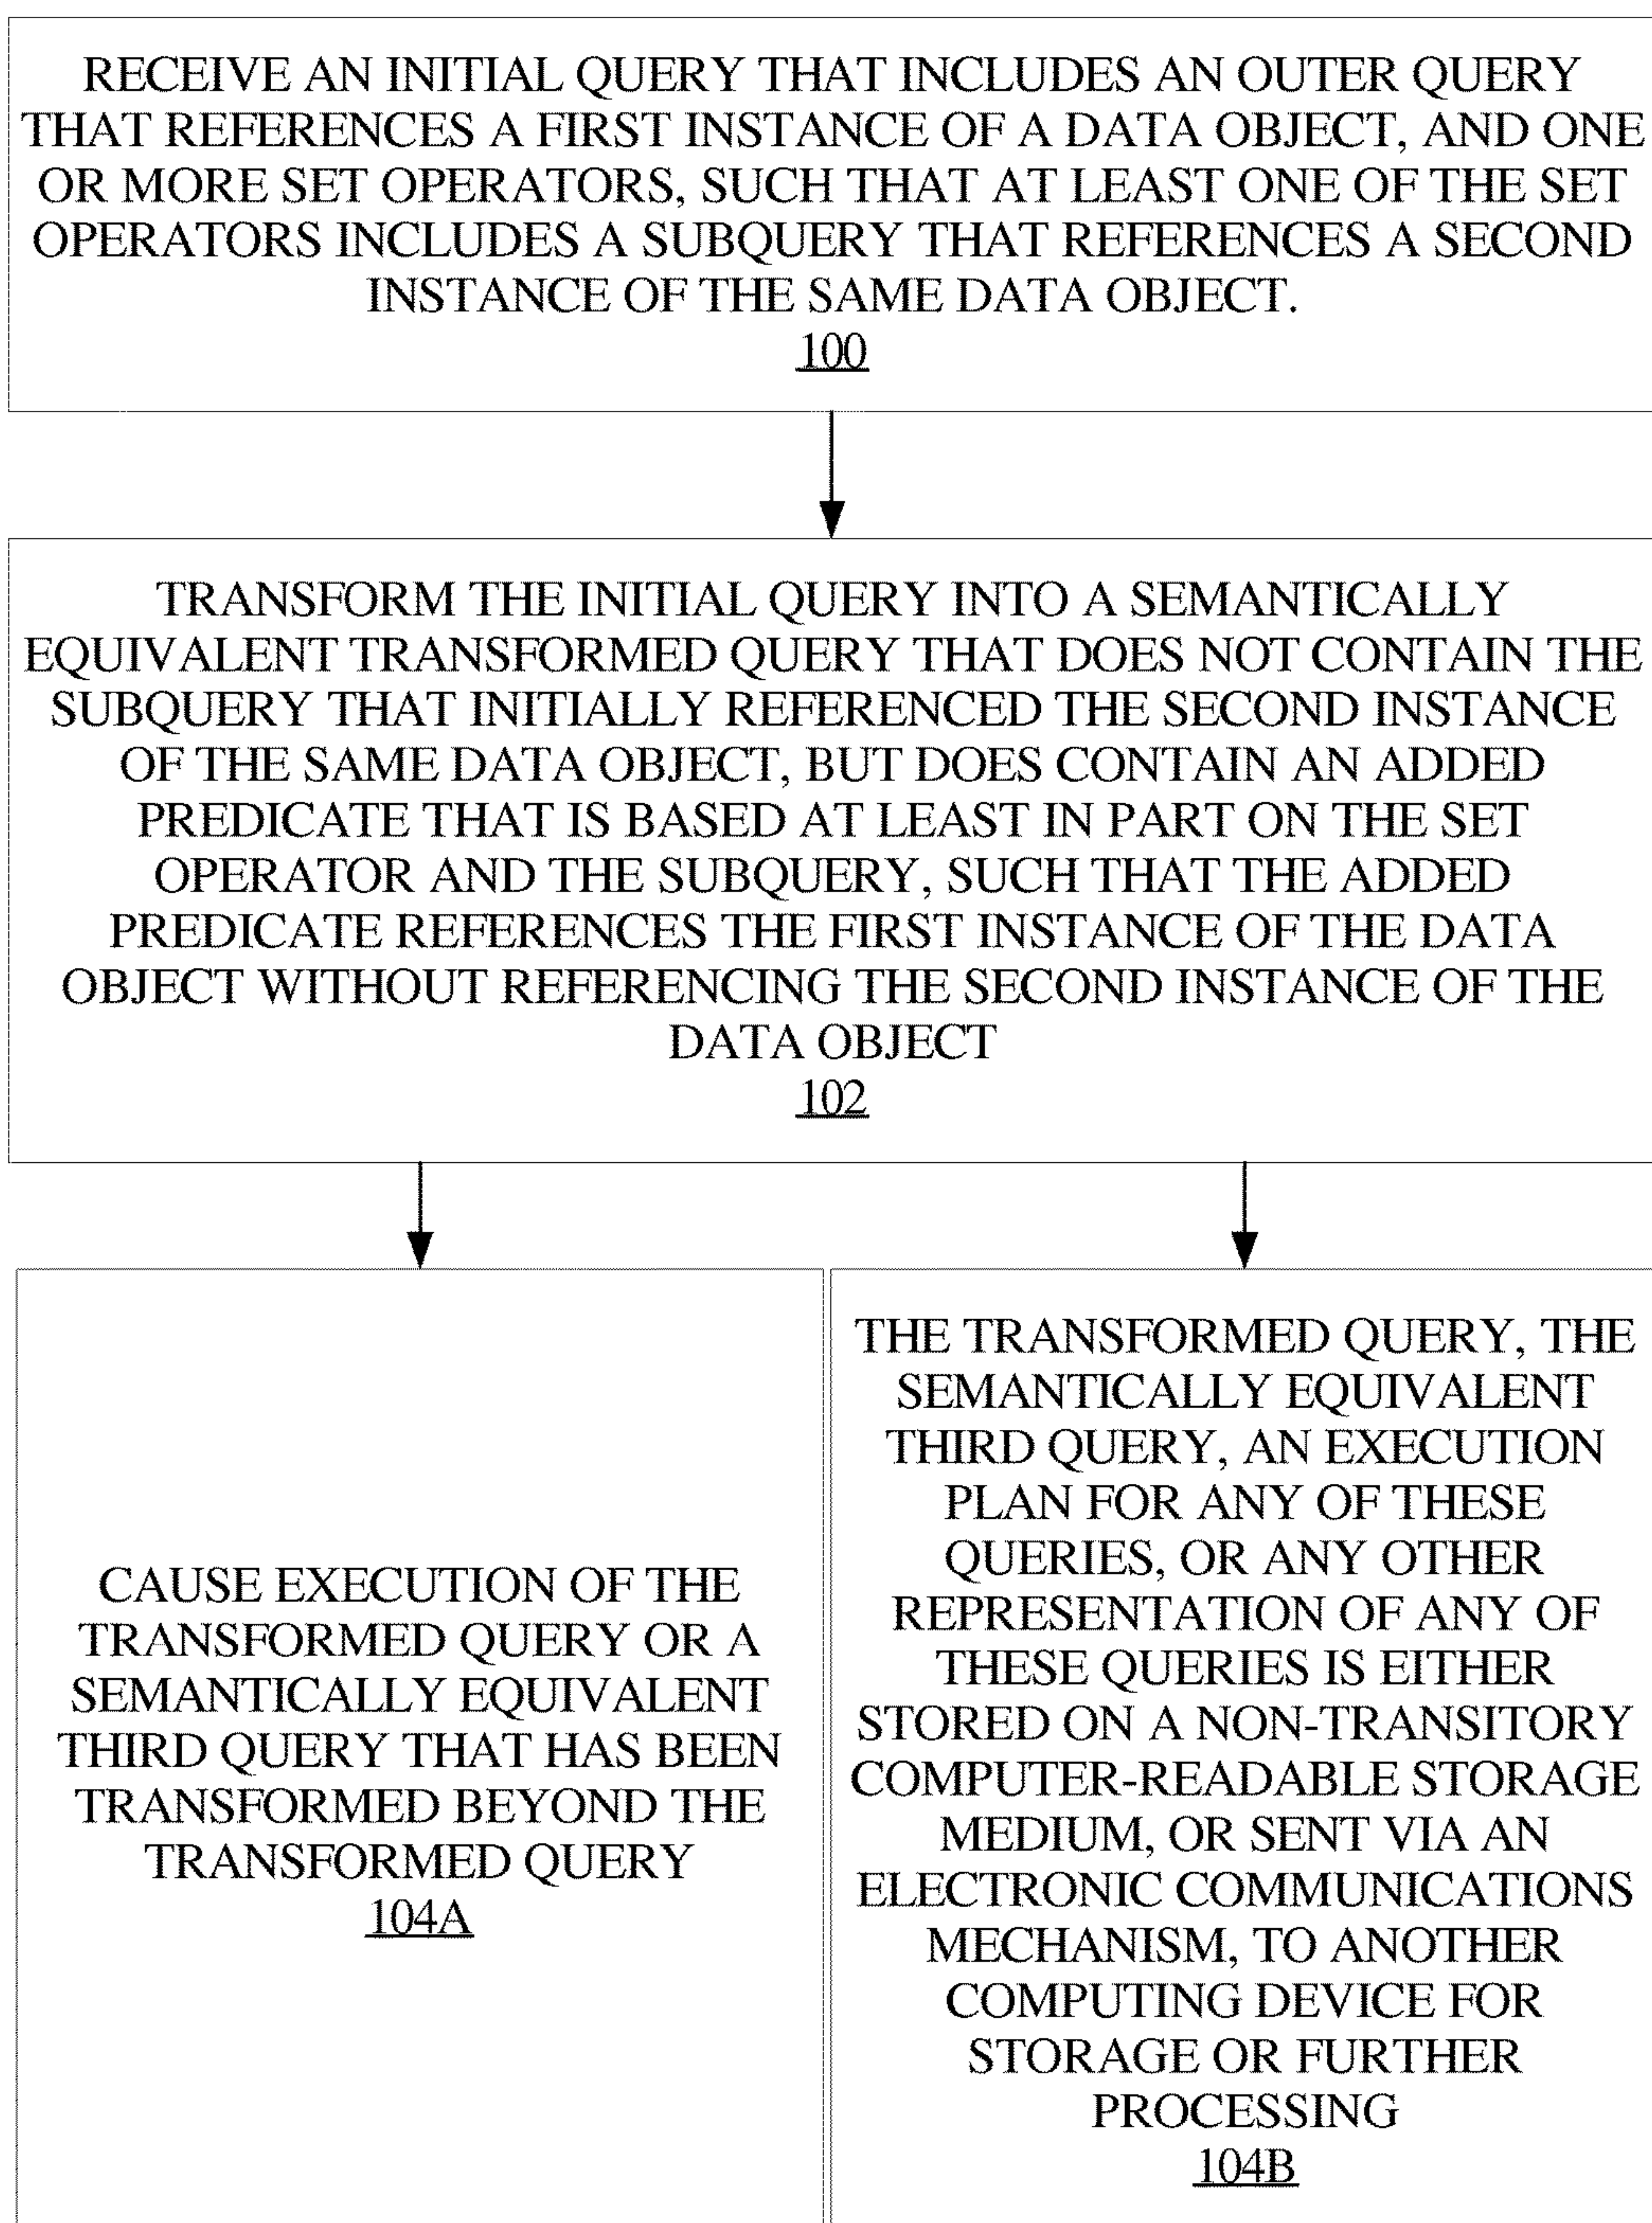 RECEIVE AN INITIAL QUERY THAT INCLUDES AN OUTER QUERY
THAT REFERENCES A FIRST INSTANCE OF A DATA OBJECT, AND ONE
OR MORE SET OPERATORS, SUCH THAT AT LEAST ONE OF THE SET
OPERATORS INCLUDES A SUBQUERY THAT REFERENCES A SECOND
INSTANCE OF THE SAME DATA OBJECT.
100
TRANSFORM THE INITIAL QUERY INTO A SEMANTICALLY
EQUIVALENT TRANSFORMED QUERY THAT DOES NOT CONTAIN THE
SUBQUERY THAT INITIALLY REFERENCED THE SECOND INSTANCE
OF THE SAME DATA OBJECT, BUT DOES CONTAIN AN ADDED
PREDICATE THAT IS BASED AT LEAST IN PART ON THE SET
OPERATOR AND THE SUBQUERY, SUCH THAT THE ADDED
PREDICATE REFERENCES THE FIRST INSTANCE OF THE DATA
OBJECT WITHOUT REFERENCING THE SECOND INSTANCE OF THE
DATA OBJECT
102
CAUSE EXECUTION OF THE
TRANSFORMED QUERY OR A
SEMANTICALLY EQUIVALENT
THIRD QUERY THAT HAS BEEN
TRANSFORMED BEYOND THE
TRANSFORMED QUERY
104A
THE TRANSFORMED QUERY, THE
SEMANTICALLY EQUIVALENT
THIRD QUERY, AN EXECUTION
PLAN FOR ANY OF THESE
QUERIES, OR ANY OTHER
REPRESENTATION OF ANY OF
THESE QUERIES IS EITHER
STORED ON A NON-TRANSITORY
COMPUTER-READABLE STORAGE
MEDIUM, OR SENT VIA AN
ELECTRONIC COMMUNICATIONS
MECHANISM, TO ANOTHER
COMPUTING DEVICE FOR
STORAGE OR FURTHER
PROCESSING
104B